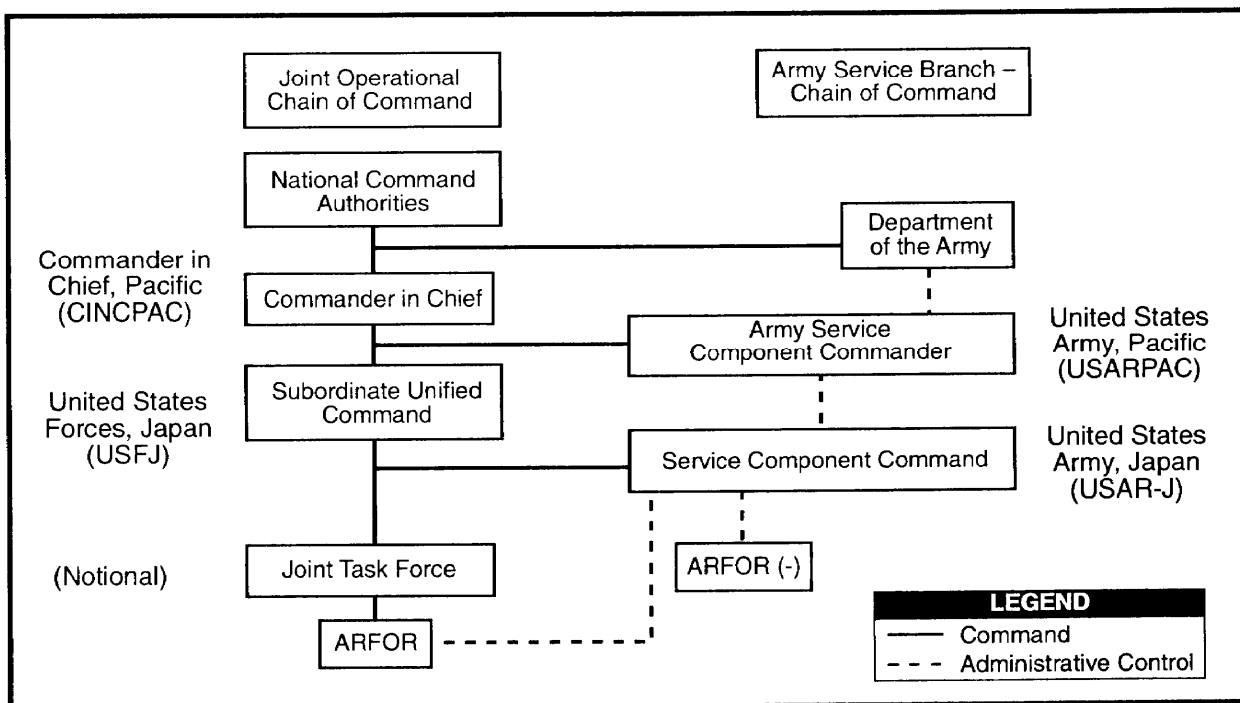 Joint Operational
Chain of Command
Army Service Branch –
Chain of Command
National Command
Authorities
Department
of the Army
Commander in
Chief, Pacific
(CINCPAC)
Commander in Chief
Army Service
Component Commander
United States
Army, Pacific
(USARPAC)
United States
Forces, Japan
(USFJ)
Subordinate Unified
Command
Service Component Command
United States
Army, Japan
(USAR-J)
(Notional)
Joint Task Force
ARFOR (-)
ARFOR
LEGEND
Command
Administrative Control